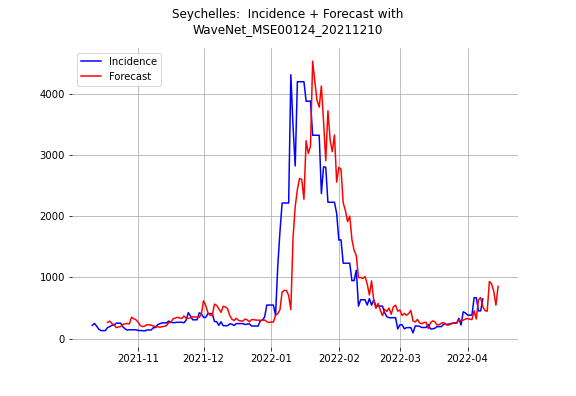 Seychelles:  Incidence + Forecast with
WaveNet_MSE00124_20211210
Incidence
Forecast
4000
3000
2000
1000
0
2021-11 2021-12 2022-01 2022-02 2022-03 2022-04